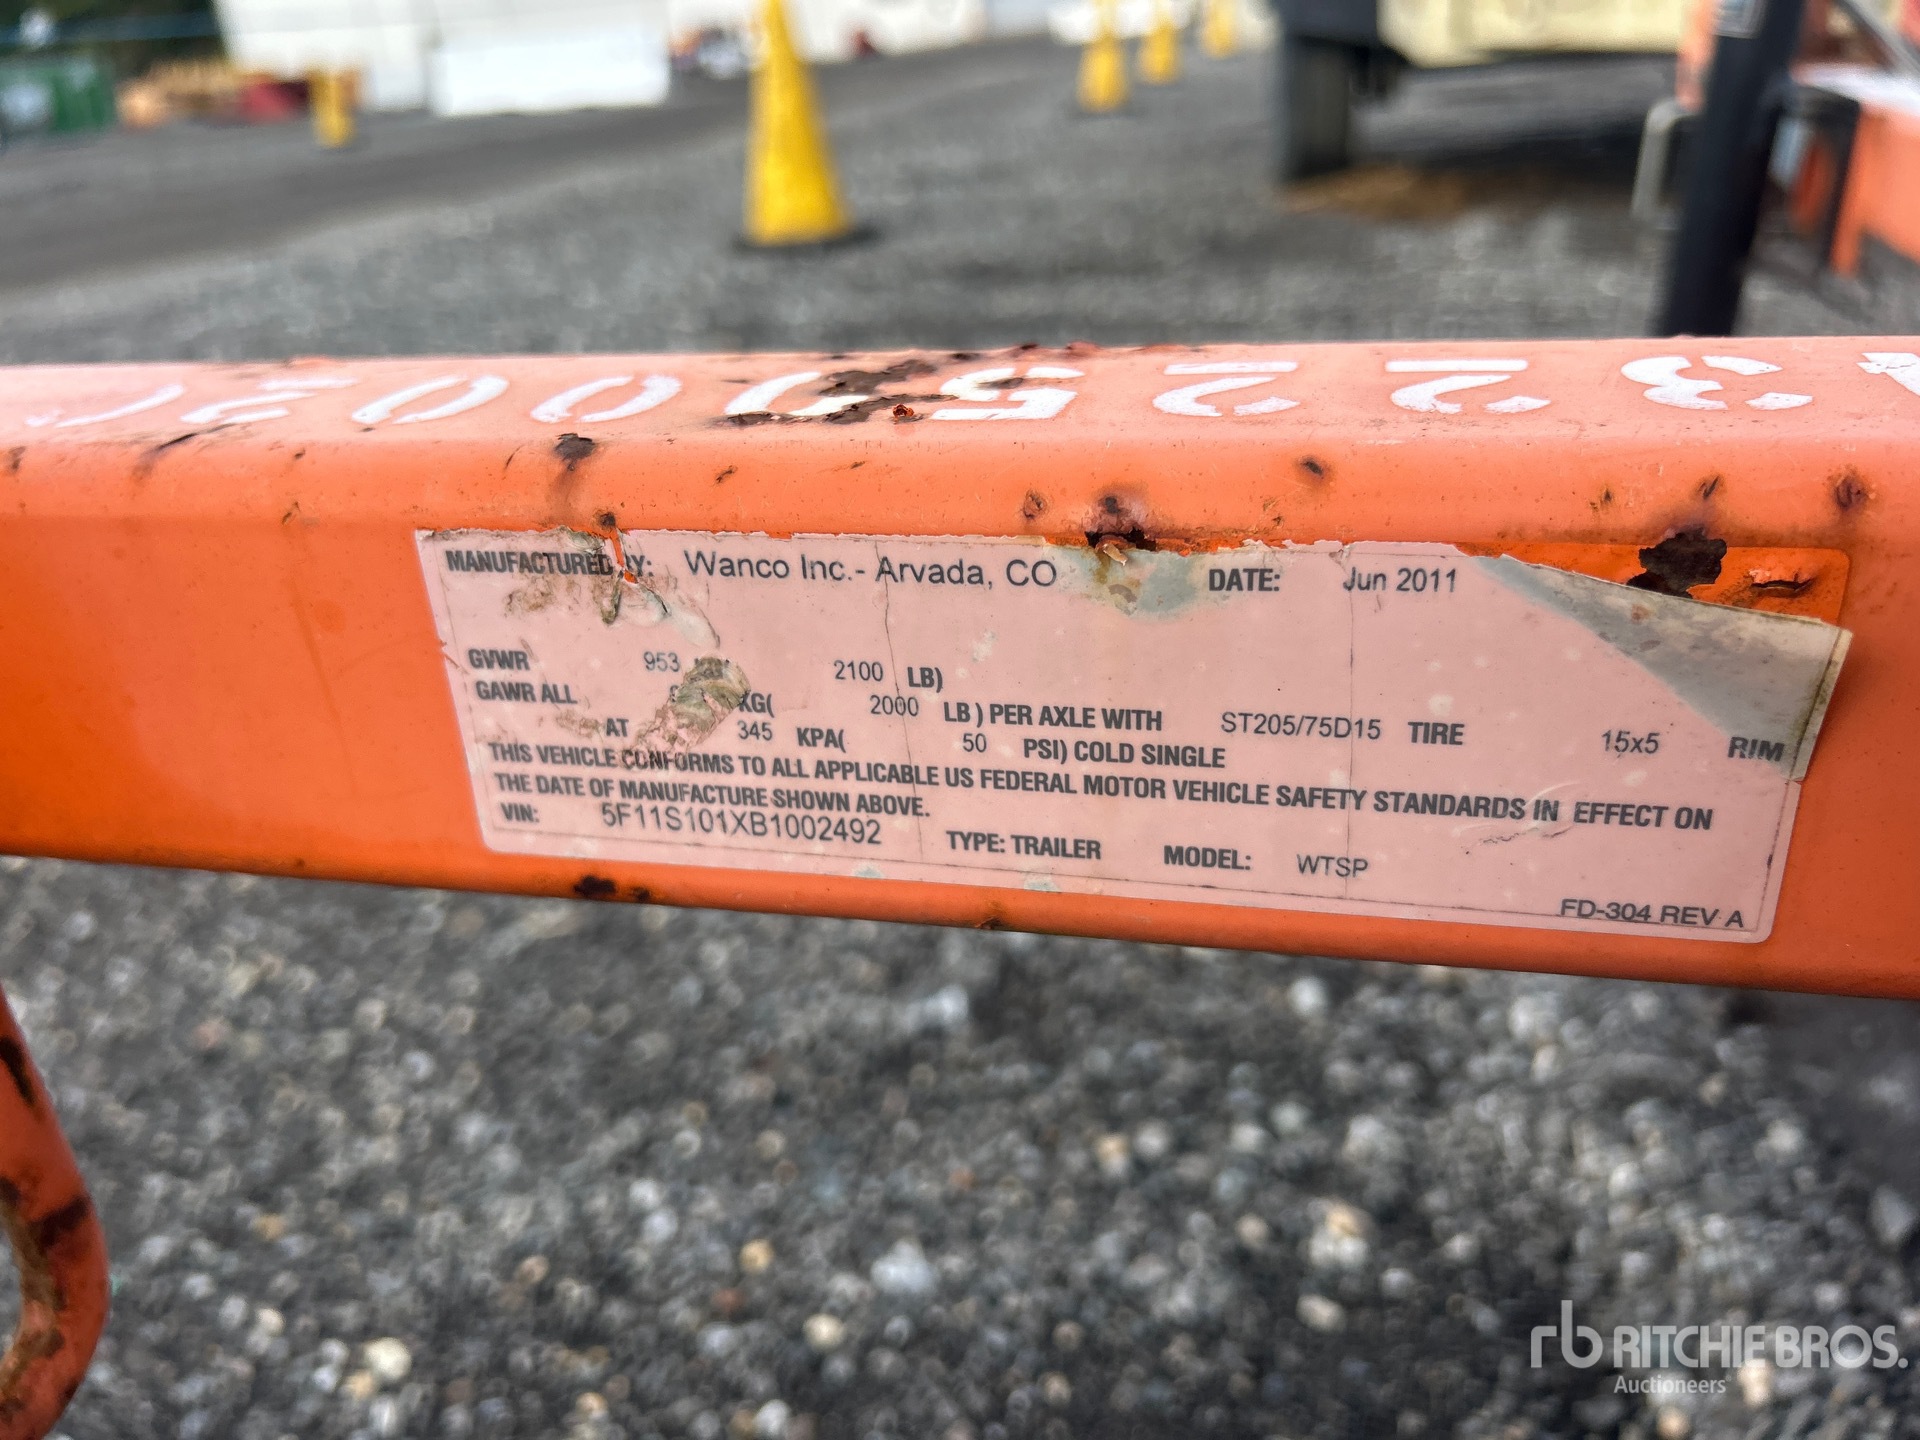 MANUFACTURED BY: Wanco Inc.- Arvada, CO DATE: Jun 2011
GVWR 953 2100 LB)
GAWR ALL KG( 2000 LB) PER AXLE WITH ST205/75D15 TIRE 15x5 RIM
AT 345 KPA( 50 PSI) COLD SINGLE
THIS VEHICLE CONFORMS TO ALL APPLICABLE US FEDERAL MOTOR VEHICLE SAFETY STANDARDS IN EFFECT ON
THE DATE OF MANUFACTURE SHOWN ABOVE.
VIN: 5F11S101XB1002492 TYPE: TRAILER MODEL: WTSP
FD-304 REV A
rb RITCHIE BROS.
Auctioneers